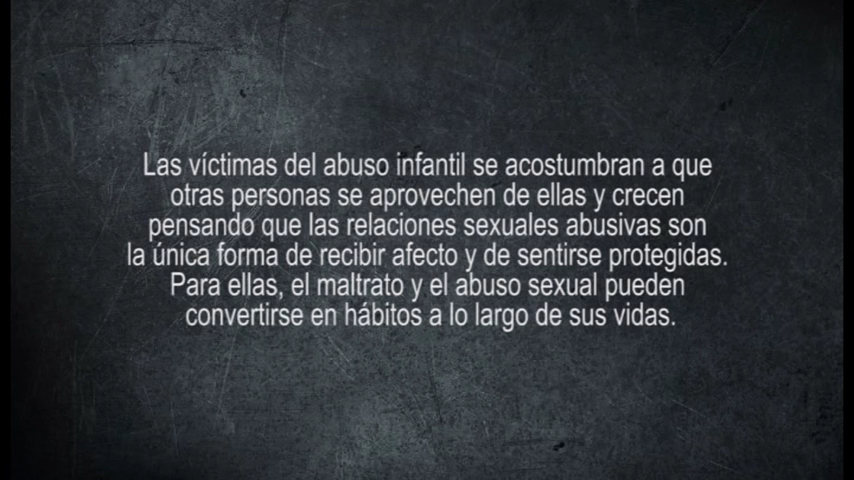 Las víctimas del abuso infantil se acostumbran a que
otras personas se aprovechen de ellas y crecen
pensando que las relaciones sexuales abusivas son
la única forma de recibir afecto y de sentirse protegidas.
Para ellas, el maltrato y el abuso sexual pueden
convertirse en hábitos a lo largo de sus vidas.